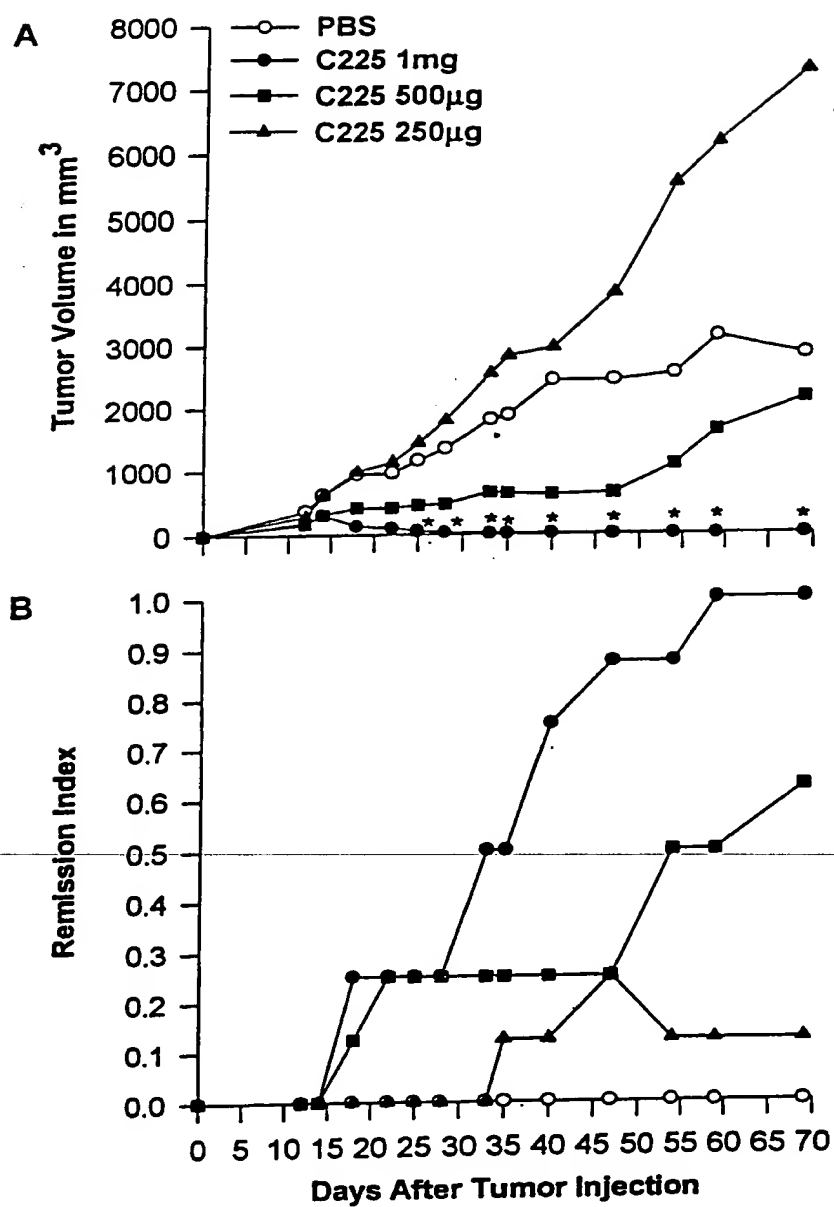 A
PBS
C225 1mg
C225 500µg
C225 250µg
8000
7000
6000
5000
4000
3000
2000
1000
0
Tumor Volume in mm³
* * * * * * * * *
B
1.0
0.9
0.8
0.7
0.6
0.5
0.4
0.3
0.2
0.1
0.0
Remission Index
0 5 10 15 20 25 30 35 40 45 50 55 60 65 70
Days After Tumor Injection